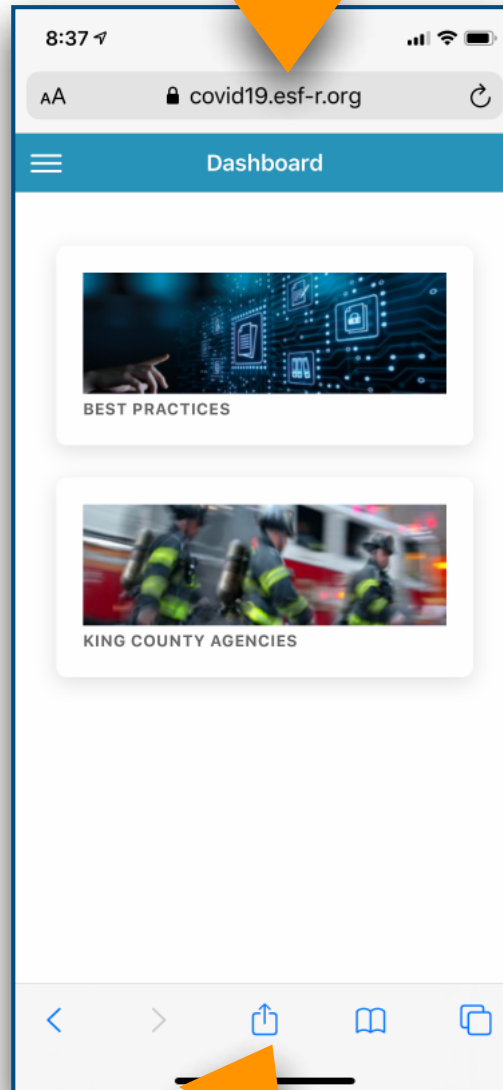 8:37
AA covid19.esf-r.org
Dashboard
BEST PRACTICES
KING COUNTY AGENCIES